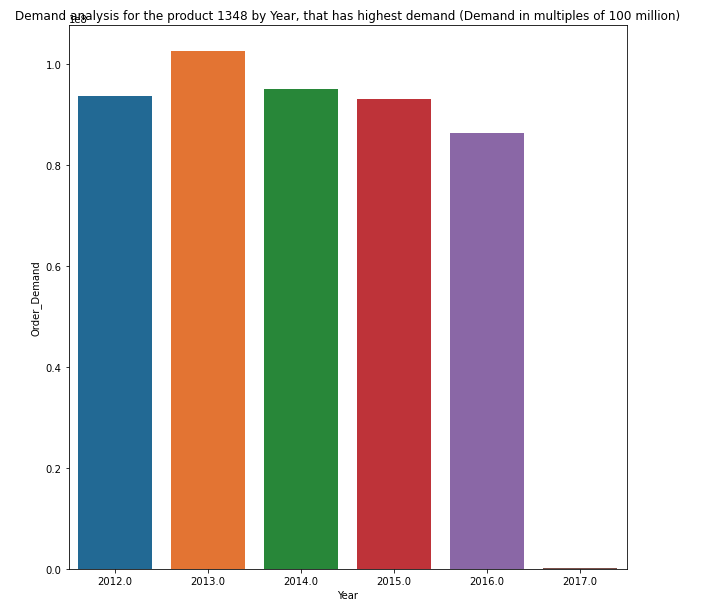 Demand analysis for the product 1348 by Year, that has highest demand (Demand in multiples of 100 million)
1e8
1.0
0.8
0.6
0.4
0.2
0.0
Order_Demand
2012.0 2013.0 2014.0 2015.0 2016.0 2017.0
Year